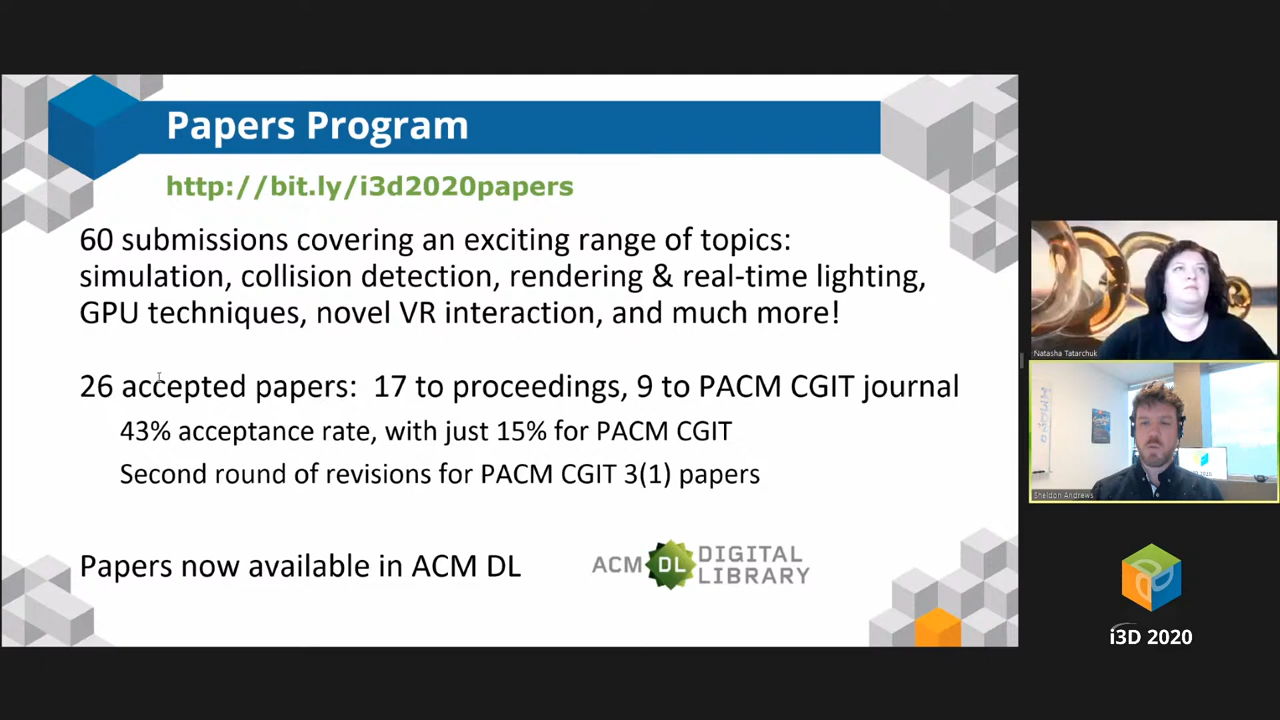 Papers Program
http://bit.ly/i3d2020papers
60 submissions covering an exciting range of topics:
simulation, collision detection, rendering & real-time lighting,
GPU techniques, novel VR interaction, and much more!
26 accepted papers: 17 to proceedings, 9 to PACM CGIT journal
43% acceptance rate, with just 15% for PACM CGIT
Second round of revisions for PACM CGIT 3(1) papers
Papers now available in ACM DL
ACM DL DIGITAL
LIBRARY
Natasha Tatarchuk
Sheldon Andrews
i3D 2020